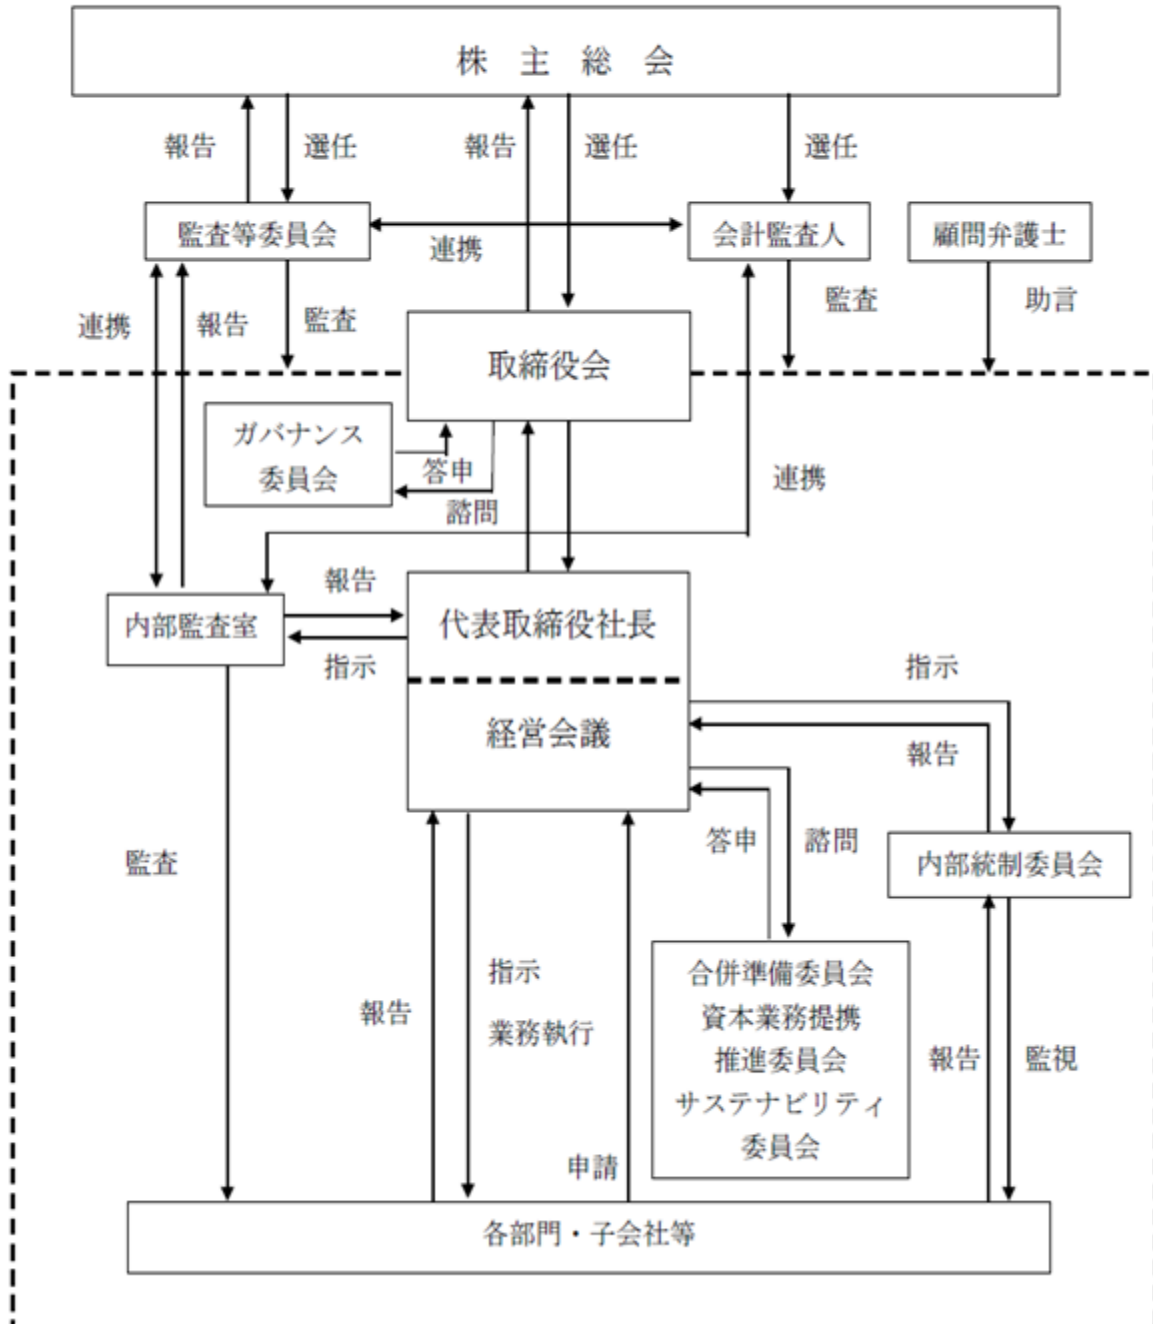 株 主 総 会
報告
選任
報告
選任
選任
監査等委員会
連携
会計監査人
顧問弁護士
連携
報告
監査
監査
助言
取締役会
ガバナンス
委員会
答申
諮問
連携
内部監査室
報告
指示
代表取締役社長
経営会議
指示
報告
答申
諮問
内部統制委員会
監査
報告
指示
業務執行
申請
合併準備委員会
資本業務提携
推進委員会
サステナビリティ
委員会
報告
監視
各部門・子会社等